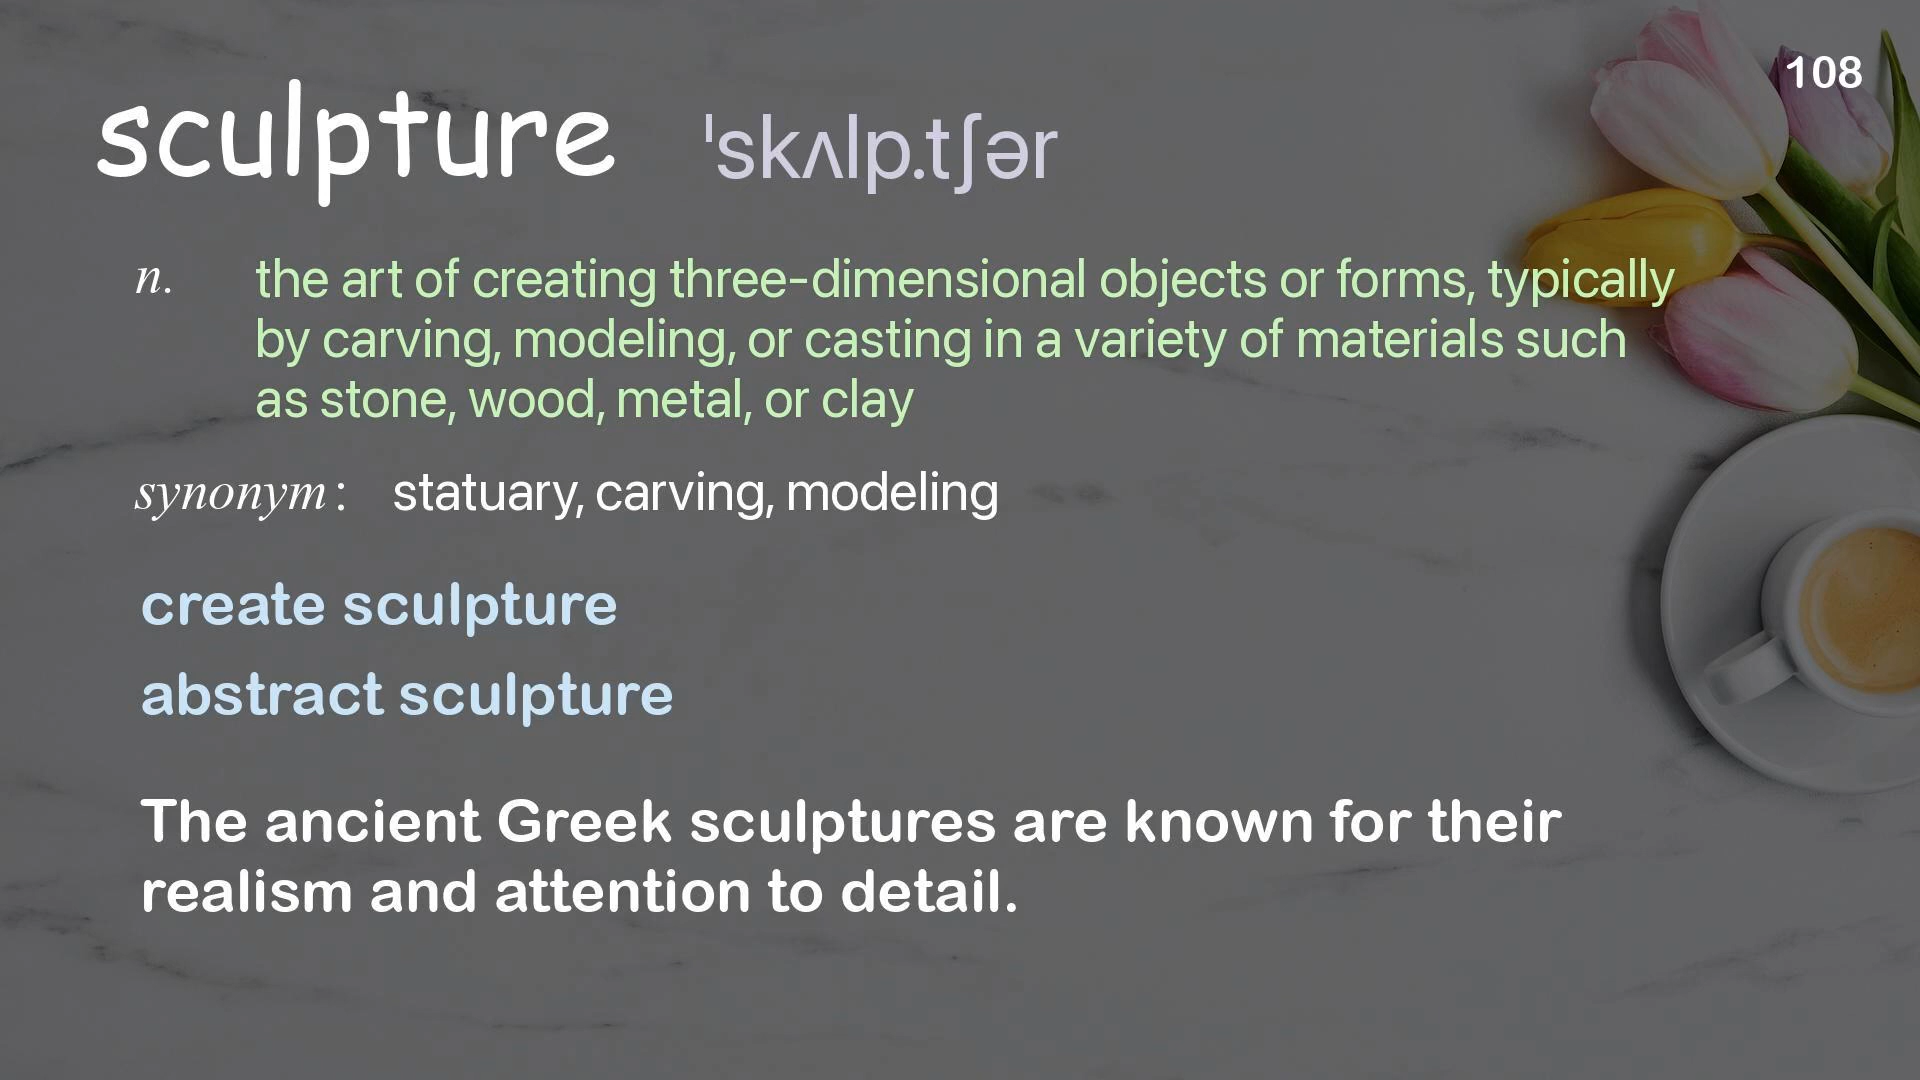 108
sculpture ˈskʌlp.tʃər
n. the art of creating three-dimensional objects or forms, typically
by carving, modeling, or casting in a variety of materials such
as stone, wood, metal, or clay
synonym: statuary, carving, modeling
create sculpture
abstract sculpture
The ancient Greek sculptures are known for their
realism and attention to detail.